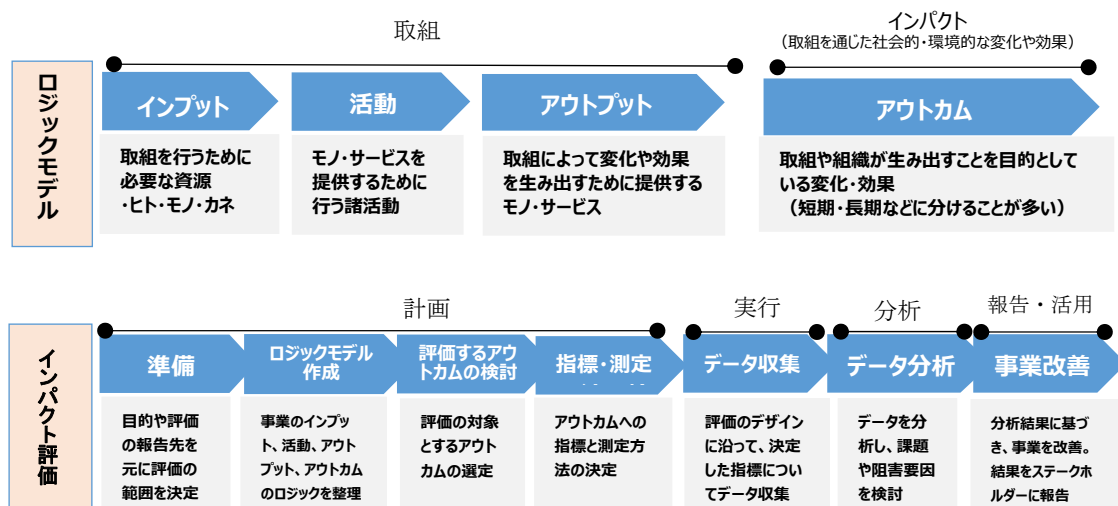 取組
インパクト
（取組を通じた社会的・環境的な変化や効果）
ロジックモデル
インプット
活動
アウトプット
アウトカム
取組を行うために
必要な資源
・ヒト・モノ・カネ
モノ・サービスを
提供するために
行う諸活動
取組によって変化や効果
を生み出すために提供する
モノ・サービス
取組や組織が生み出すことを目的として
いる変化・効果
（短期・長期などに分けることが多い）
計画
実行
分析
報告・活用
インパクト評価
準備
ロジックモデル
作成
評価するアウ
トカムの検討
指標・測定
データ収集
データ分析
事業改善
目的や評価
の報告先を
元に評価の
範囲を決定
事業のインプッ
ト、活動、アウト
プット、アウトカム
のロジックを整理
評価の対象
とするアウト
カムの選定
アウトカムへの
指標と測定方
法の決定
評価のデザイン
に沿って、決定
した指標につい
てデータ収集
データを分
析し、課題
や阻害要因
を検討
分析結果に基づ
き、事業を改善。
結果をステークホ
ルダーに報告